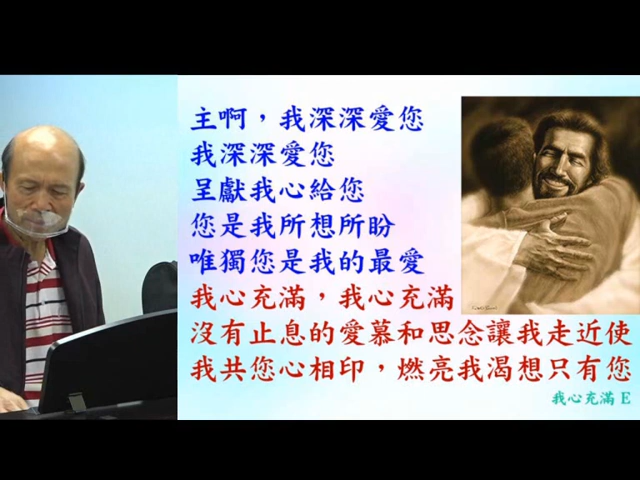 主啊，我深深愛您
我深深愛您
呈獻我心給您
您是我所想所盼
唯獨您是我的最愛
我心充滿，我心充滿
沒有止息的愛慕和思念讓我走近使
我共您心相印，燃亮我渴想只有您
我心充滿 E